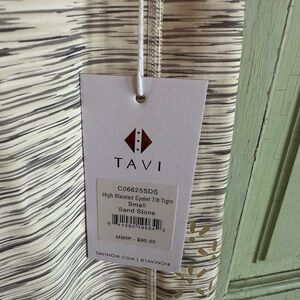 TAVI
C06625SDS
High Waisted Eyelet 7/8 Tight
Small
Sand Stone
MSRP - $95.00
TAVINOIR.COM | @TAVINOIR